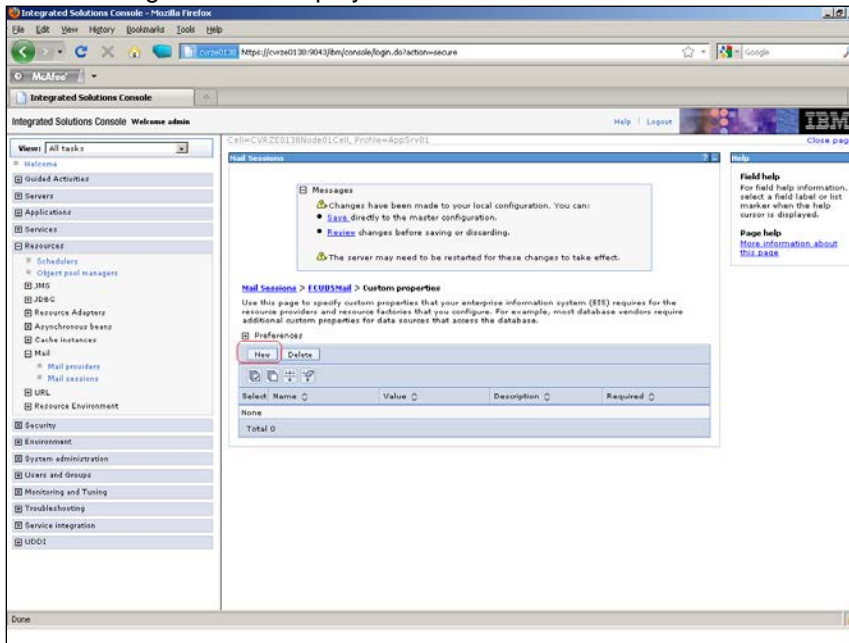 Integrated Solutions Console - Mozilla Firefox
File Edit View History Bookmarks Tools Help
https://cvrze0138:9043/ibm/console/login.do?action=secure
Google
McAfee
Integrated Solutions Console
Integrated Solutions Console Welcome admin
Help | Logout
IBM
View: All tasks
Welcome
Guided Activities
Servers
Applications
Services
Resources
Schedulers
Object pool managers
JMS
JDBC
Resource Adapters
Asynchronous beans
Cache instances
Mail
Mail providers
Mail sessions
URL
Resource Environment
Security
Environment
System administration
Users and Groups
Monitoring and Tuning
Troubleshooting
Service integration
UDDI
Cell=CVRZE0138Node01Cell, Profile=AppSrv01
Close pag
Mail Sessions
Messages
Changes have been made to your local configuration. You can:
Save directly to the master configuration.
Review changes before saving or discarding.
The server may need to be restarted for these changes to take effect.
Mail Sessions > ECUDSMail > Custom properties
Use this page to specify custom properties that your enterprise information system (EIS) requires for the
resource providers and resource factories that you configure. For example, most database vendors require
additional custom properties for data sources that access the database.
Preferences
New Delete
Select Name Value Description Required
None
Total 0
Help
Field help
For field help information,
select a field label or list
marker when the help
cursor is displayed.
Page help
More information about
this page
Done